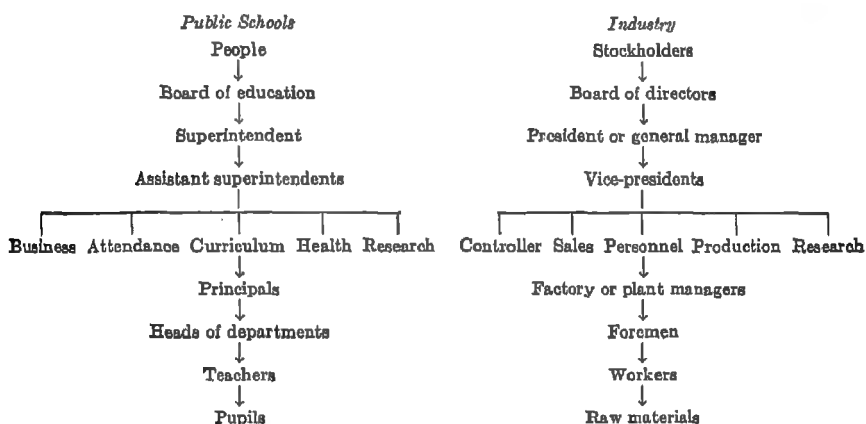 Public Schools
People
Board of education
Superintendent
Assistant superintendents
Business Attendance Curriculum Health Research
Principals
Heads of departments
Teachers
Pupils
Industry
Stockholders
Board of directors
President or general manager
Vice-presidents
Controller Sales Personnel Production Research
Factory or plant managers
Foremen
Workers
Raw materials